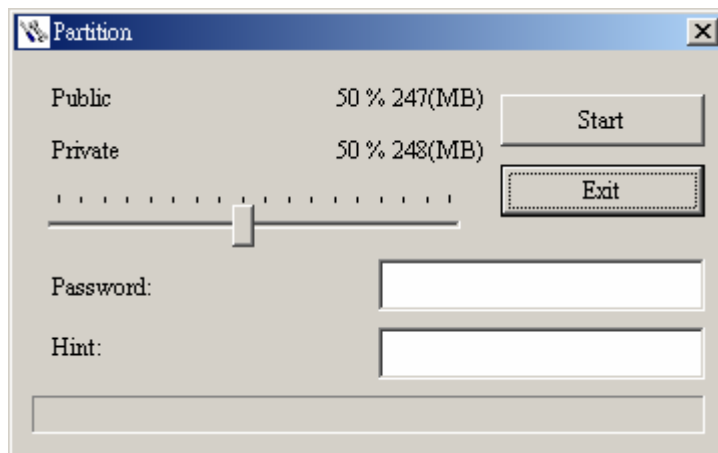 Partition
Public 50 % 247(MB)
Start
Private 50 % 248(MB)
Exit
Password:
Hint: